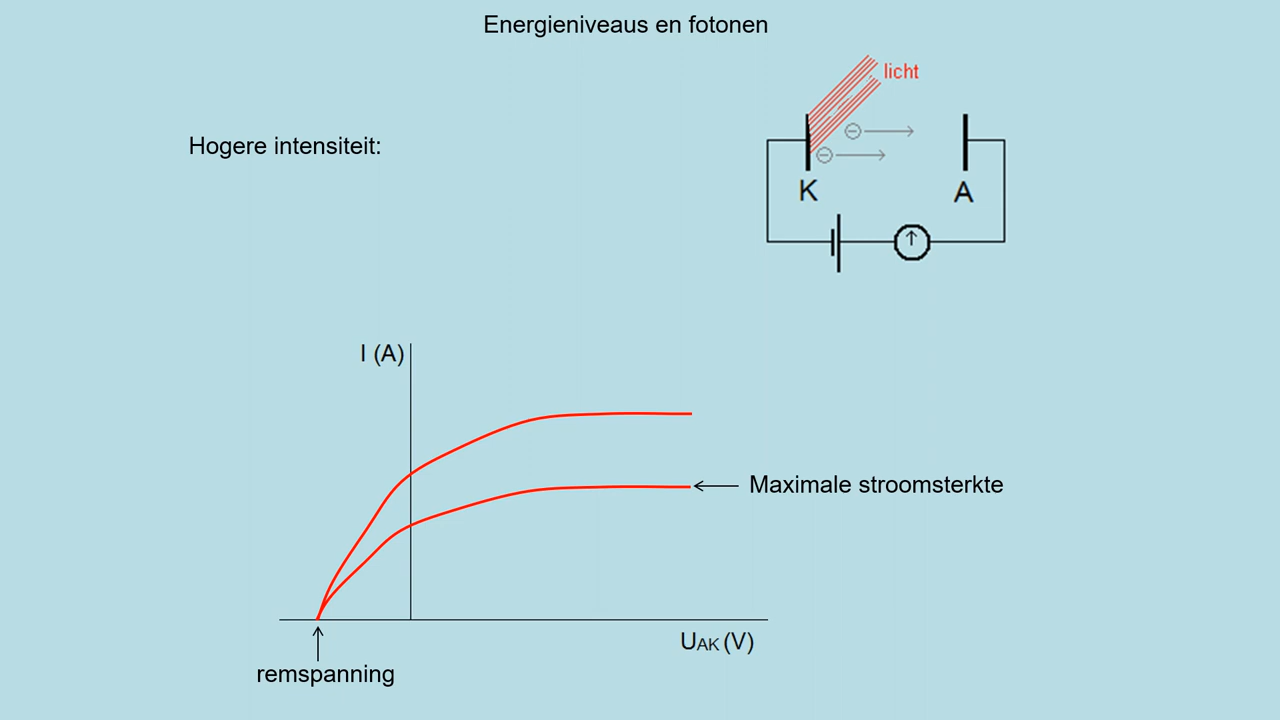 Energieniveaus en fotonen
licht
Hogere intensiteit:
K
A
I (A)
Maximale stroomsterkte
UAK (V)
remspanning